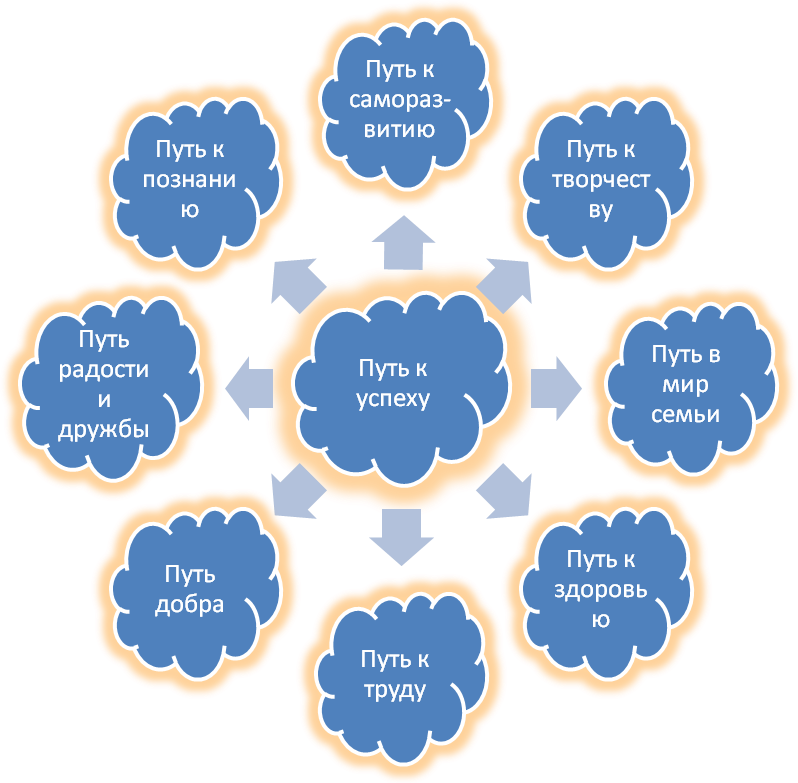 Путь к
самораз-
витию
Путь к
познани
ю
Путь к
творчест
ву
Путь
радости
и
дружбы
Путь к
успеху
Путь в
мир
семьи
Путь
добра
Путь к
здоровь
ю
Путь к
труду